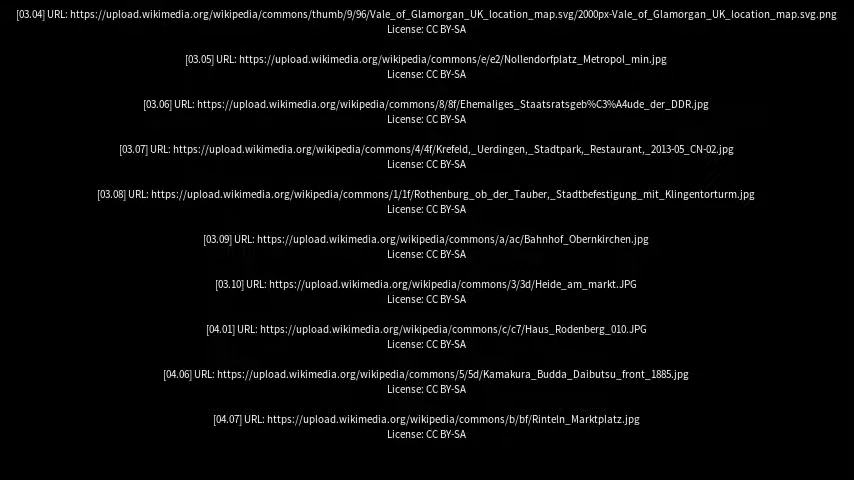 [03.04] URL: https://upload.wikimedia.org/wikipedia/commons/thumb/9/96/Vale_of_Glamorgan_UK_location_map.svg/2000px-Vale_of_Glamorgan_UK_location_map.svg.png
License: CC BY-SA
[03.05] URL: https://upload.wikimedia.org/wikipedia/commons/e/e2/Nollendorfplatz_Metropol_min.jpg
License: CC BY-SA
[03.06] URL: https://upload.wikimedia.org/wikipedia/commons/8/8f/Ehemaliges_Staatsratsgeb%C3%A4ude_der_DDR.jpg
License: CC BY-SA
[03.07] URL: https://upload.wikimedia.org/wikipedia/commons/4/4f/Krefeld,_Uerdingen,_Stadtpark,_Restaurant,_2013-05_CN-02.jpg
License: CC BY-SA
[03.08] URL: https://upload.wikimedia.org/wikipedia/commons/1/1f/Rothenburg_ob_der_Tauber,_Stadtbefestigung_mit_Klingentorturm.jpg
License: CC BY-SA
[03.09] URL: https://upload.wikimedia.org/wikipedia/commons/a/ac/Bahnhof_Obernkirchen.jpg
License: CC BY-SA
[03.10] URL: https://upload.wikimedia.org/wikipedia/commons/3/3d/Heide_am_markt.JPG
License: CC BY-SA
[04.01] URL: https://upload.wikimedia.org/wikipedia/commons/c/c7/Haus_Rodenberg_010.JPG
License: CC BY-SA
[04.06] URL: https://upload.wikimedia.org/wikipedia/commons/5/5d/Kamakura_Budda_Daibutsu_front_1885.jpg
License: CC BY-SA
[04.07] URL: https://upload.wikimedia.org/wikipedia/commons/b/bf/Rinteln_Marktplatz.jpg
License: CC BY-SA